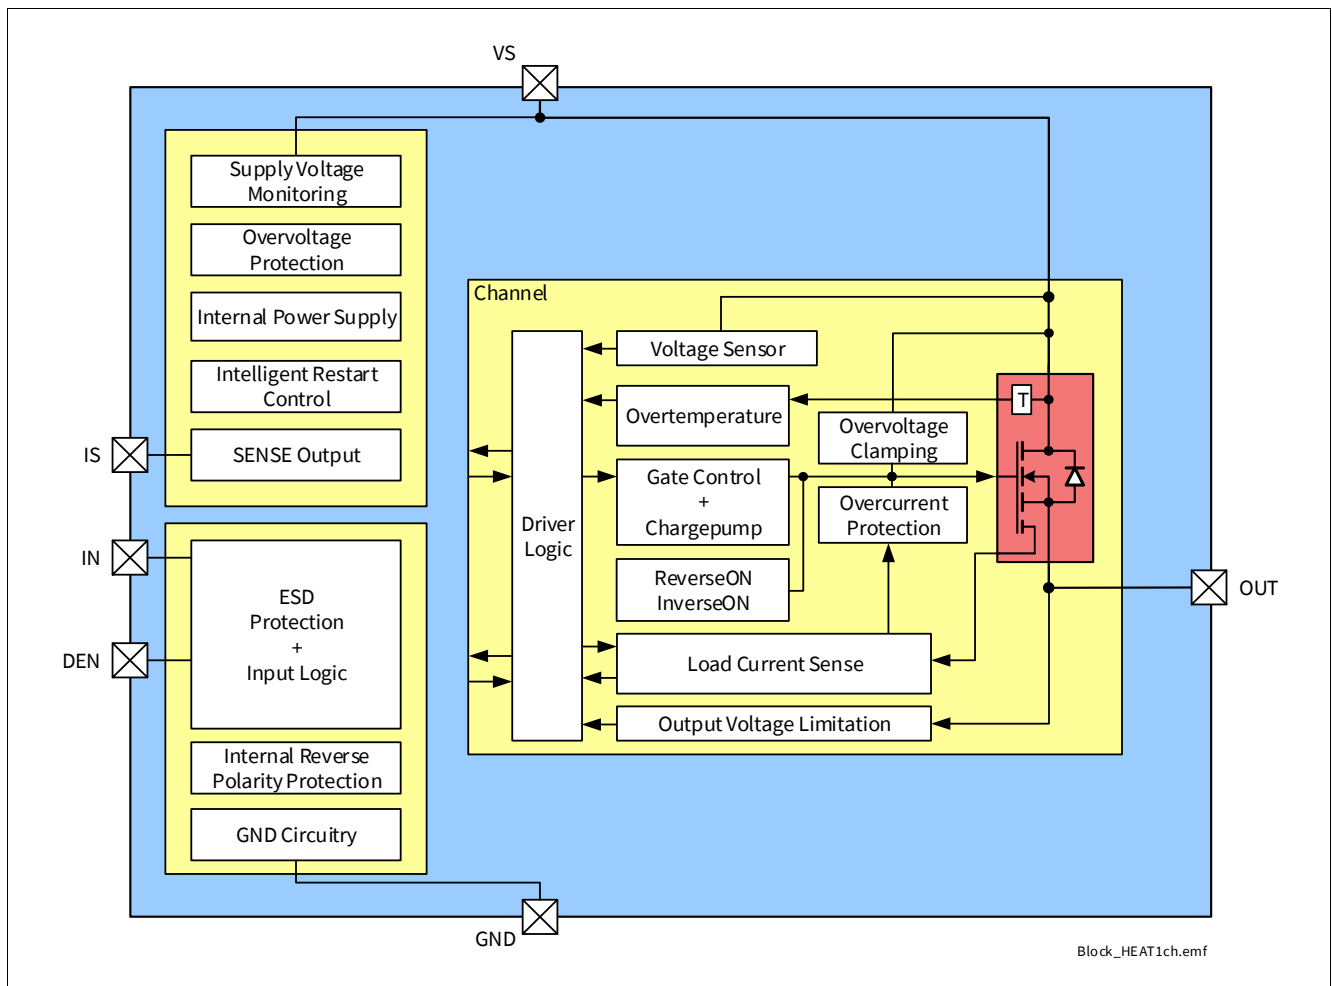 VS
Supply Voltage
Monitoring
Overvoltage
Protection
Internal Power Supply
Intelligent Restart
Control
IS
SENSE Output
IN
DEN
ESD
Protection
+
Input Logic
Internal Reverse
Polarity Protection
GND Circuitry
GND
Channel
Driver
Logic
Voltage Sensor
Overtemperature
T
Overvoltage
Clamping
Gate Control
+
Chargepump
Overcurrent
Protection
ReverseON
InverseON
Load Current Sense
Output Voltage Limitation
OUT
Block_HEAT1ch.emf